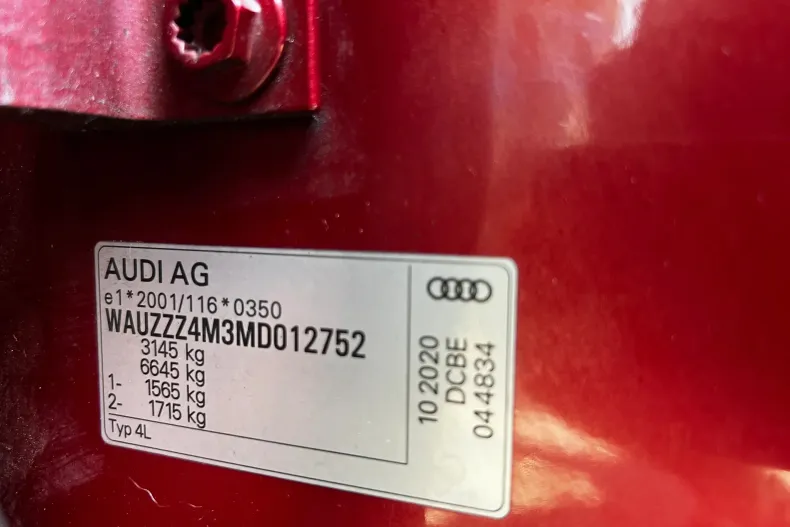 AUDI AG
e1*2001/116*0350
WAUZZZ4M3MD012752
3145 kg
6645 kg
1- 1565 kg
2- 1715 kg
Typ 4L
10 2020
DCBE
044834